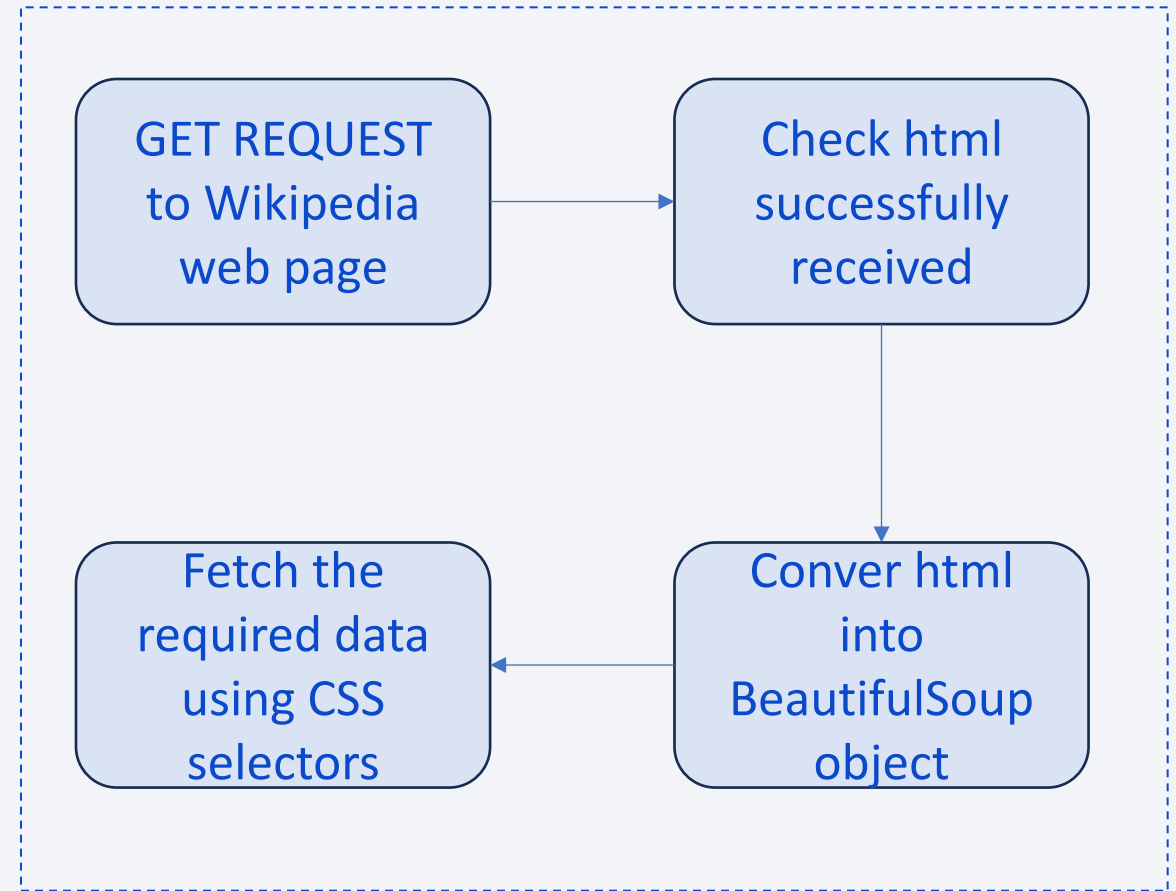 GET REQUEST
to Wikipedia
web page
Check html
successfully
received
Conver html
into
BeautifulSoup
object
Fetch the
required data
using CSS
selectors